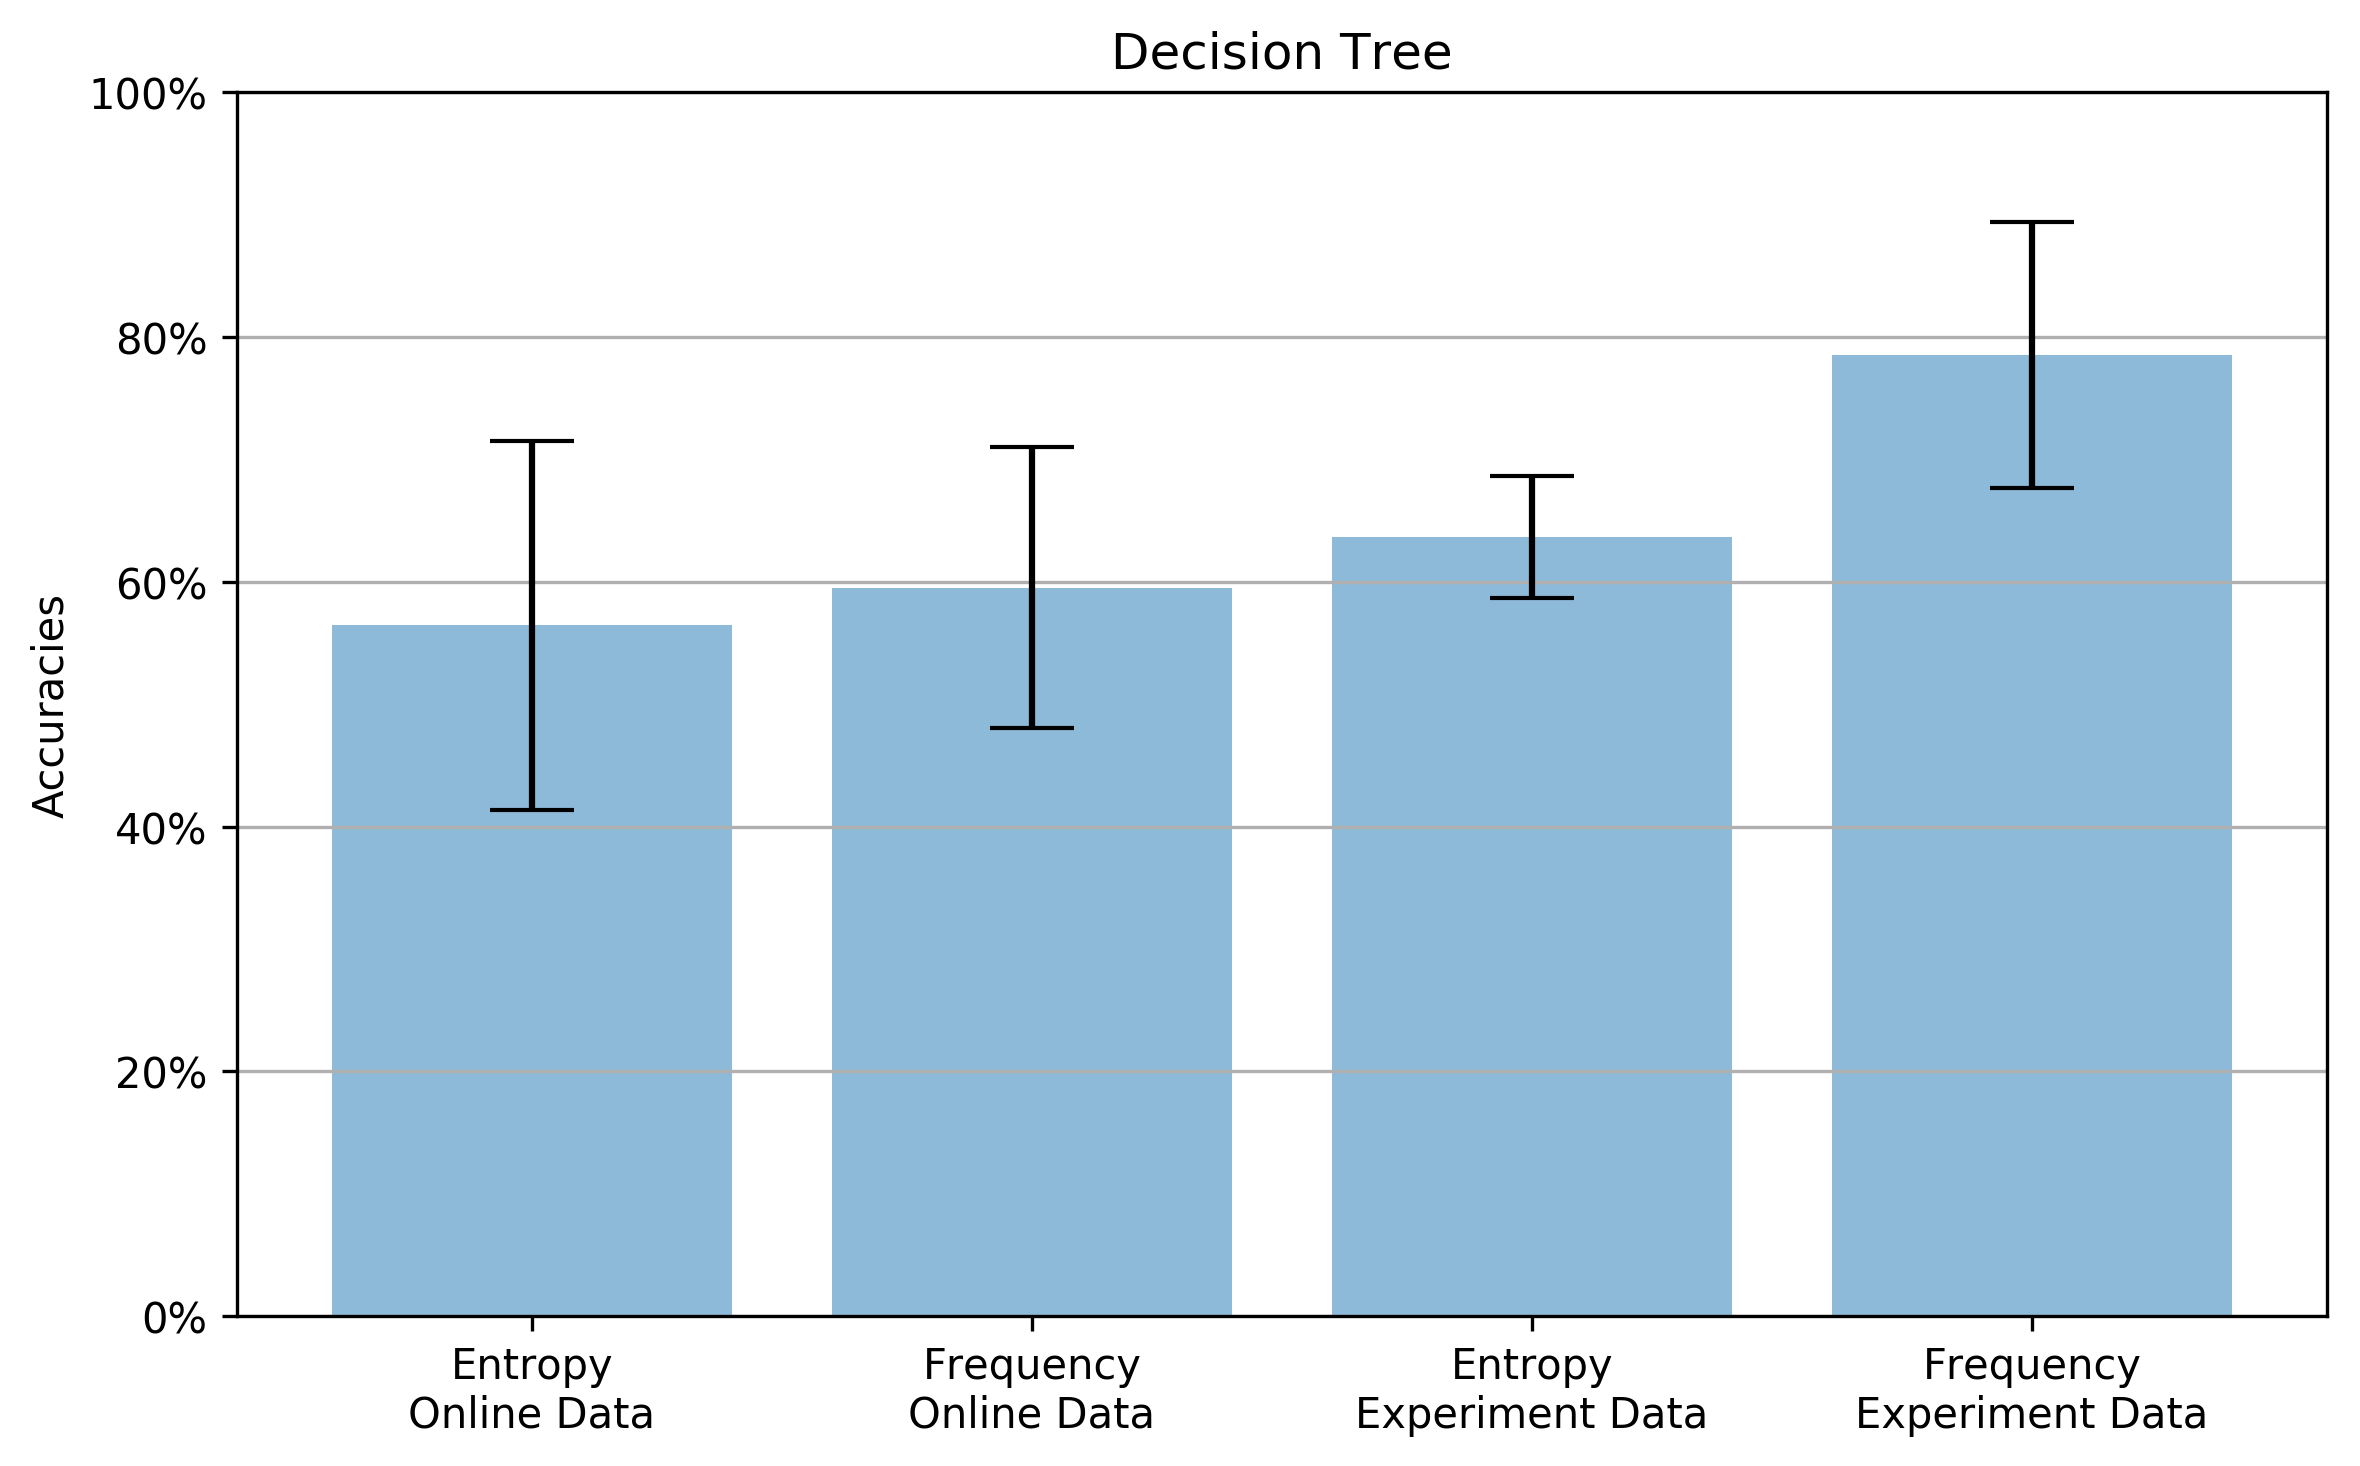 Decision Tree
100%
80%
60%
40%
20%
0%
Accuracies
Entropy
Online Data
Frequency
Online Data
Entropy
Experiment Data
Frequency
Experiment Data